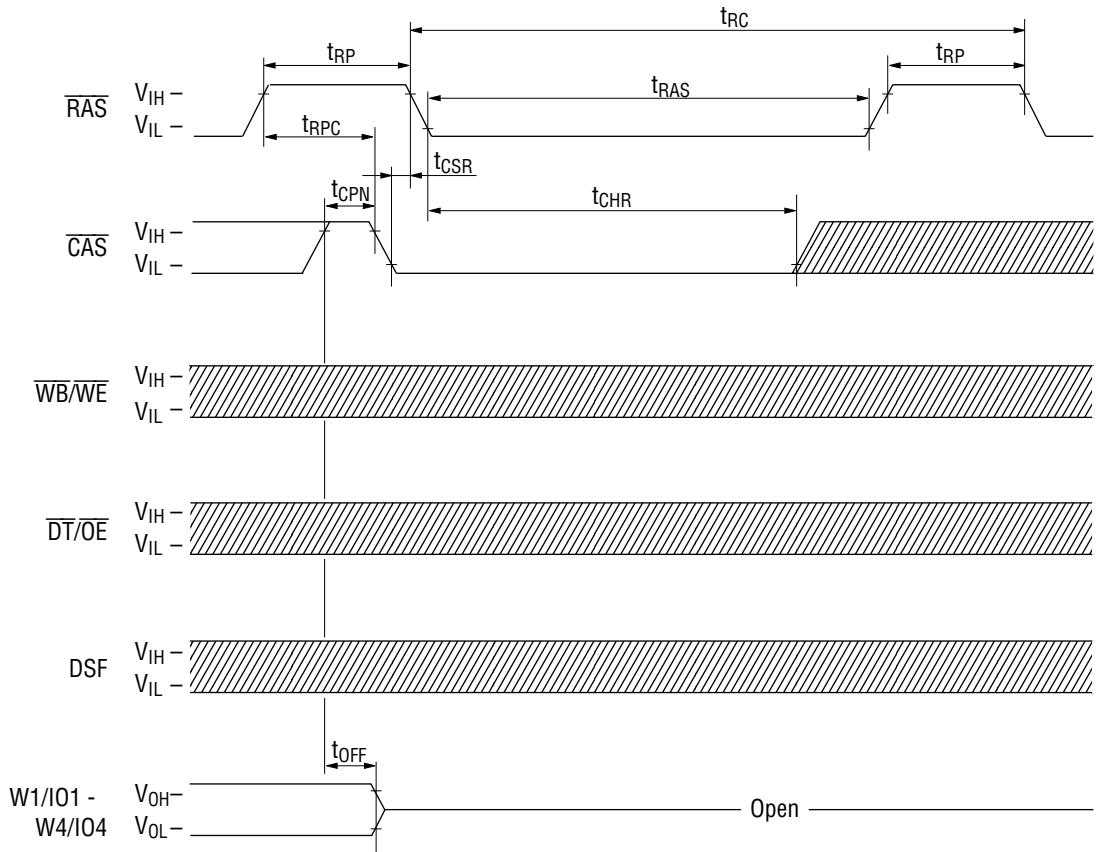 tRC
tRP
tRP
RAS
VIH –
VIL –
tRAS
tRPC
tCSR
tCPN
tCHR
CAS
VIH –
VIL –
WB/WE
VIH –
VIL –
DT/OE
VIH –
VIL –
DSF
VIH –
VIL –
tOFF
W1/IO1 -
W4/IO4
VOH –
VOL –
Open